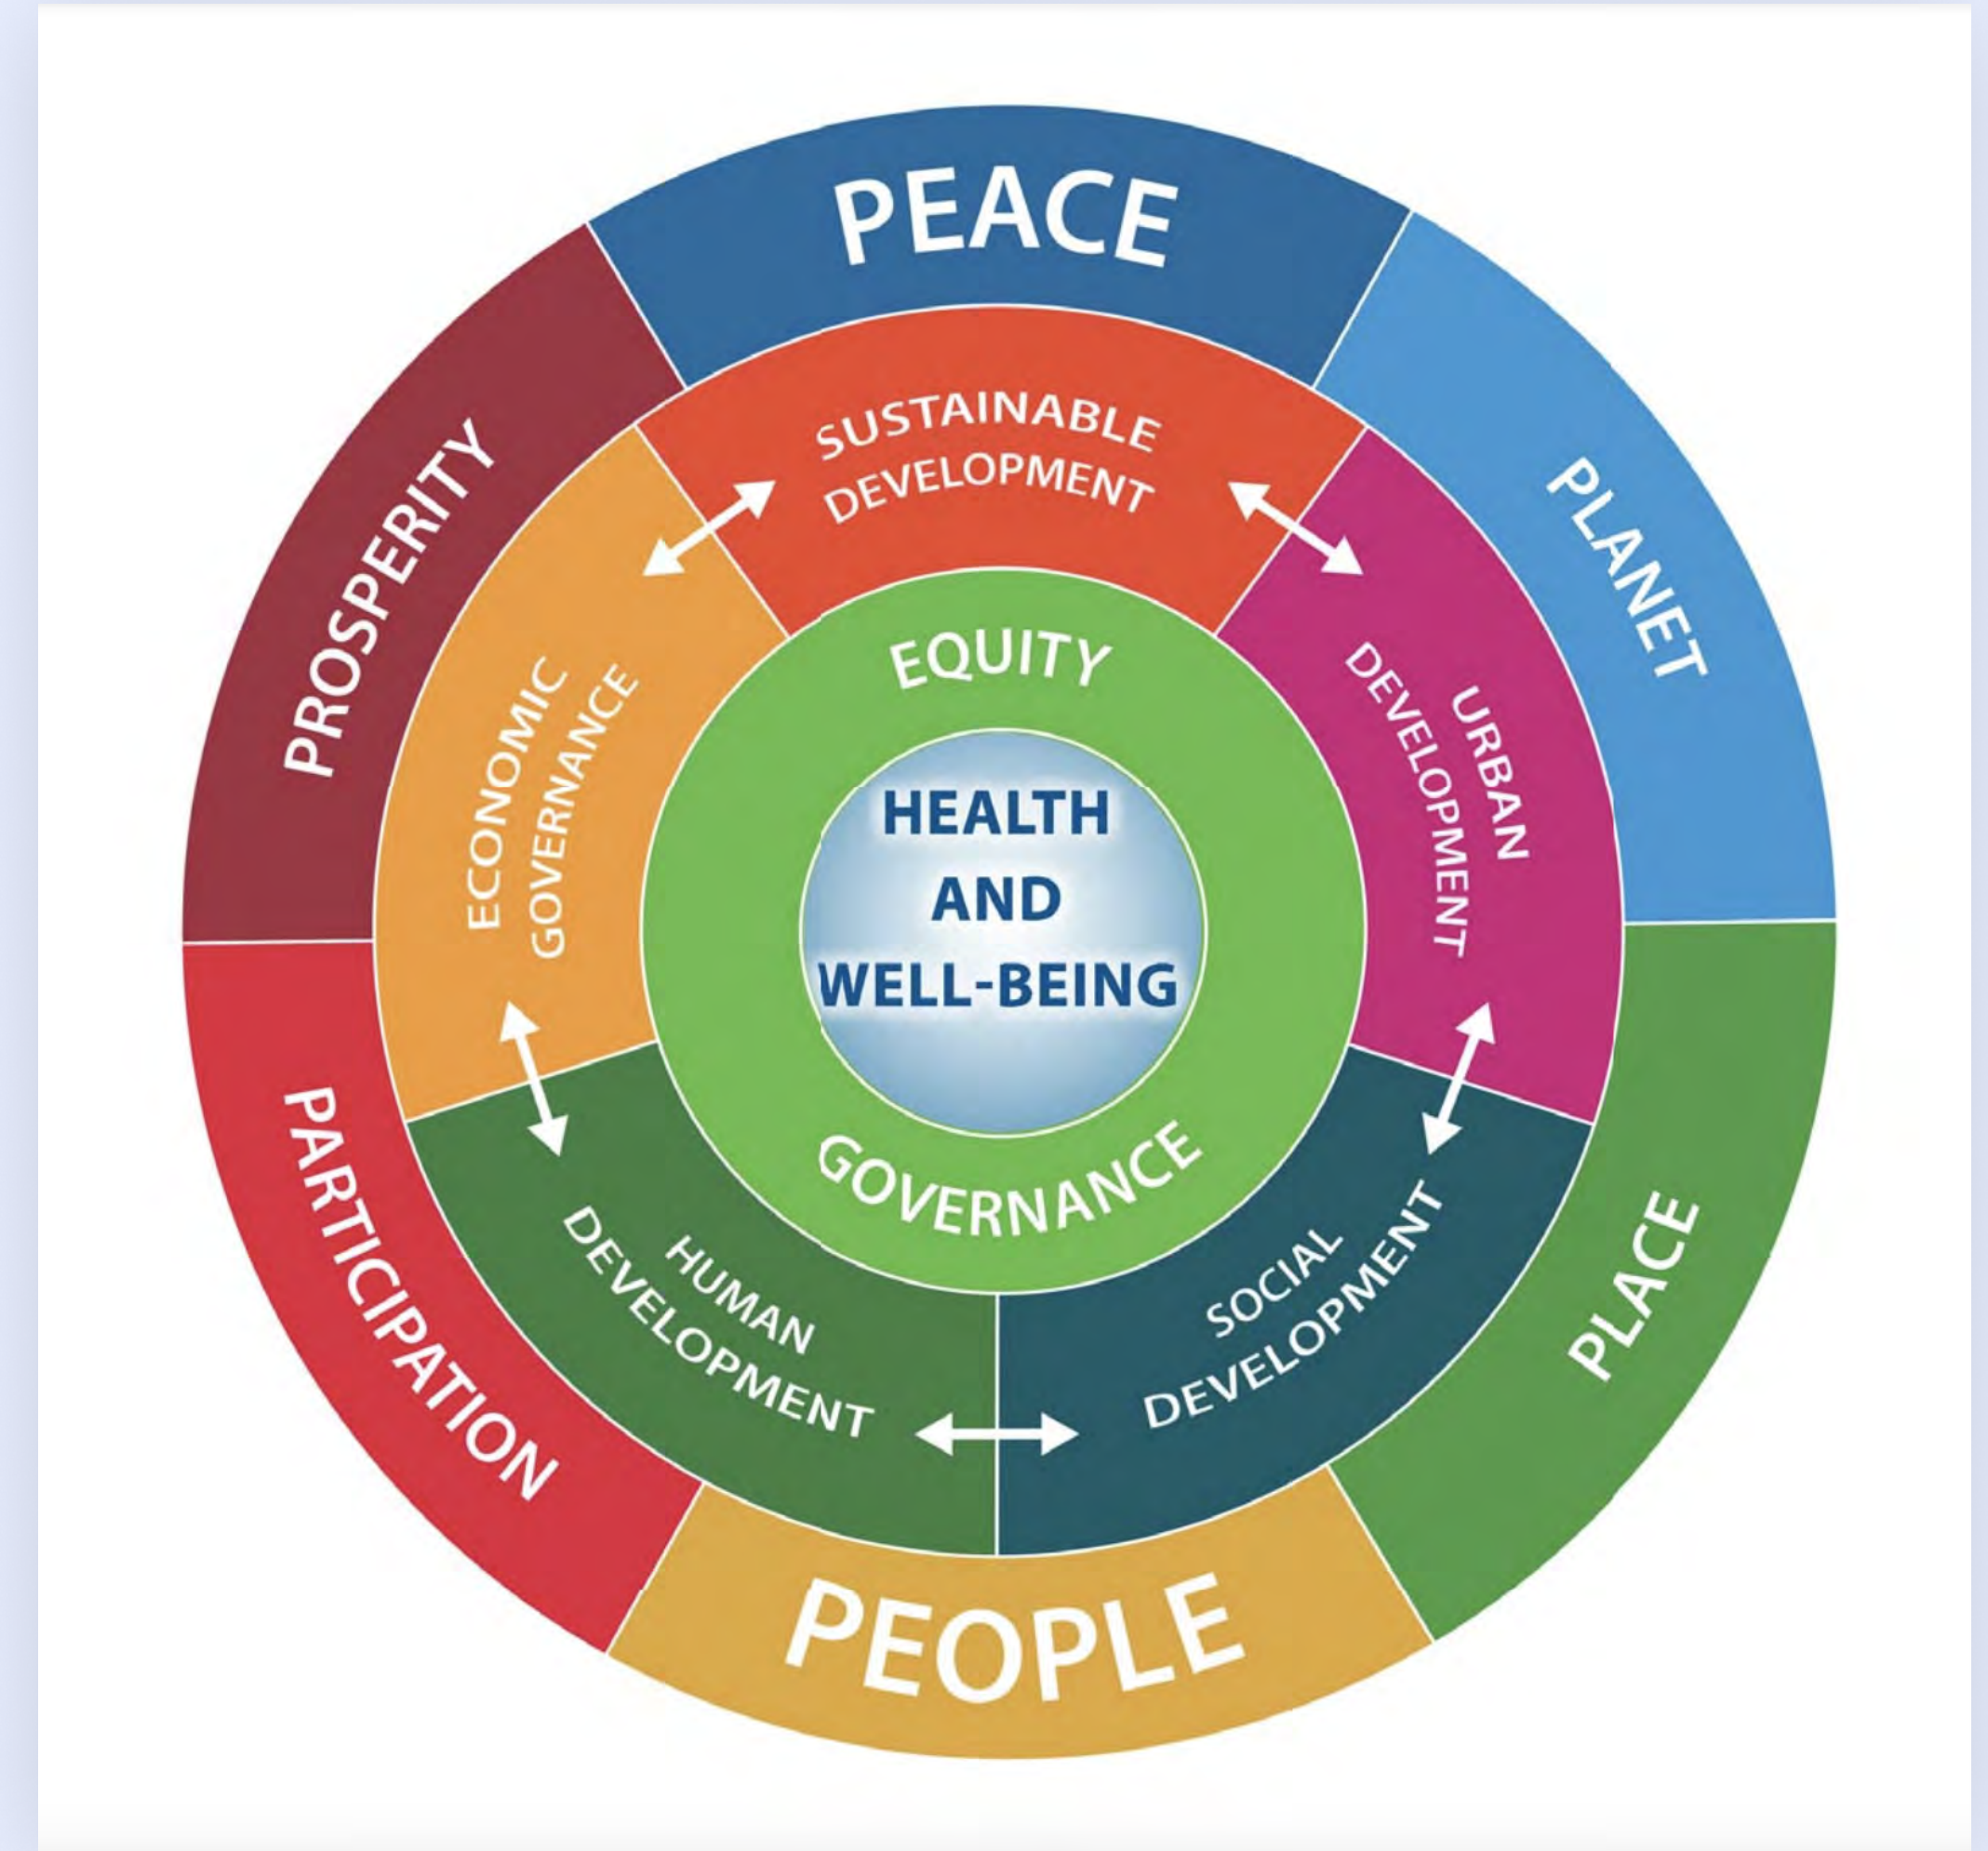 PEACE
PLANET
PLACE
PEOPLE
PARTICIPATION
PROSPERITY
SUSTAINABLE
DEVELOPMENT
URBAN
DEVELOPMENT
SOCIAL
DEVELOPMENT
HUMAN
DEVELOPMENT
ECONOMIC
GOVERNANCE
EQUITY
GOVERNANCE
HEALTH
AND
WELL-BEING